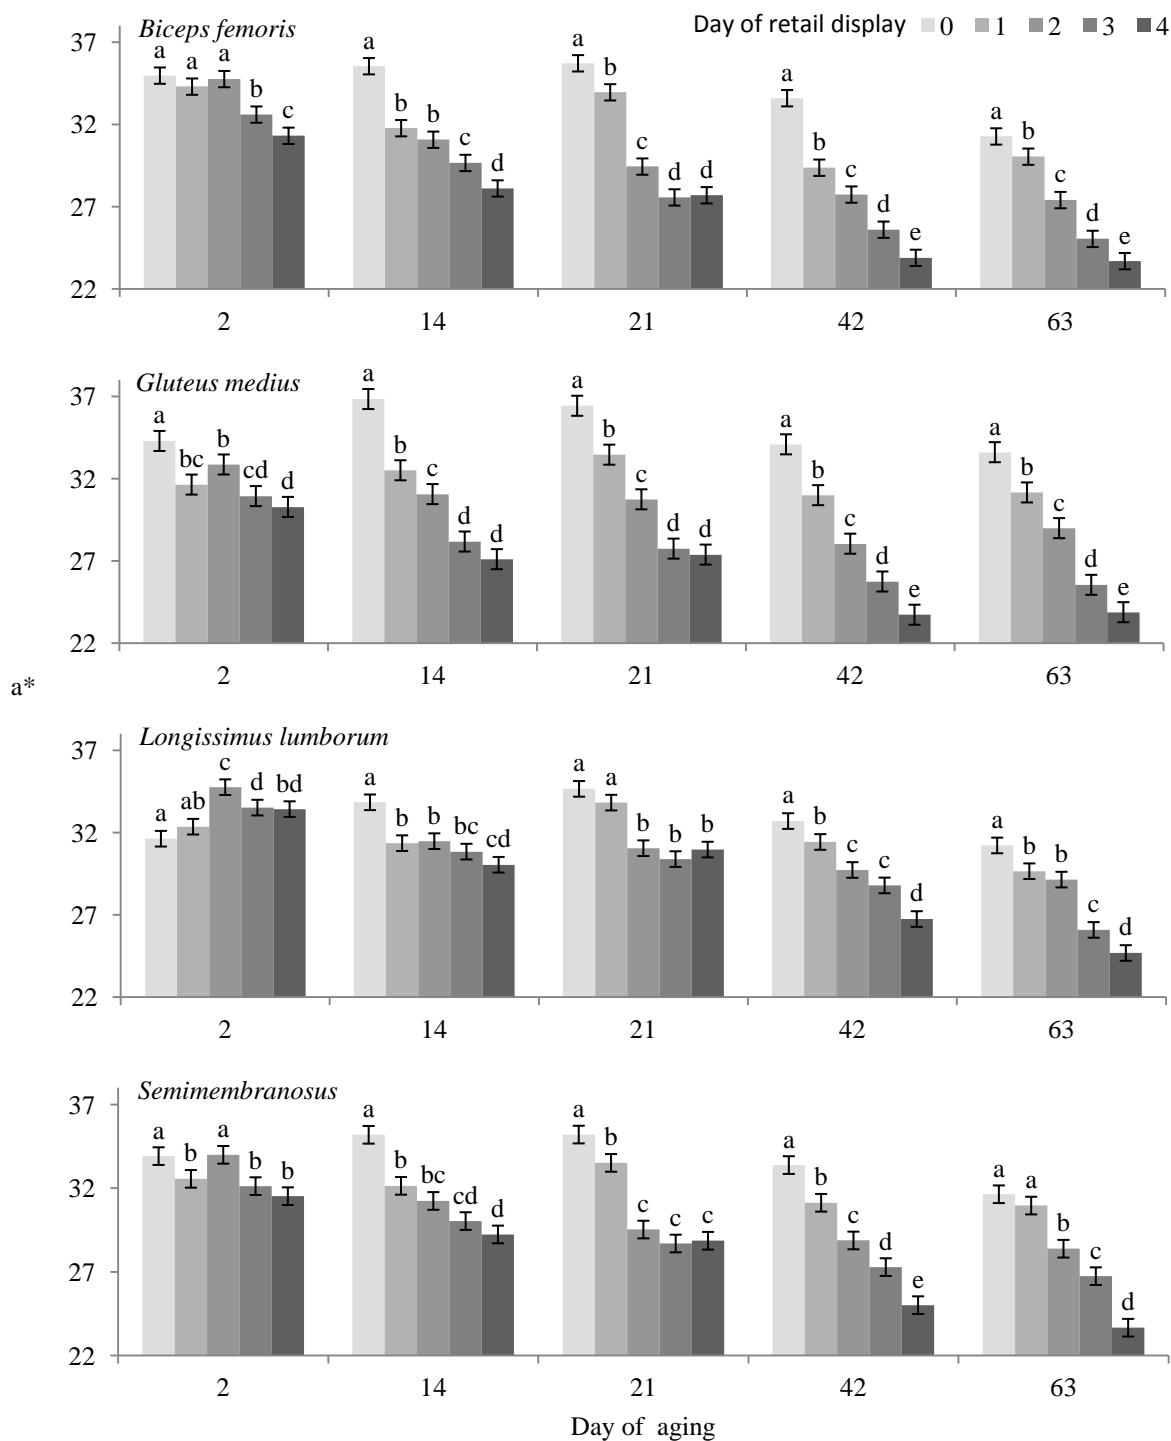 Biceps femoris
Day of retail display 0 1 2 3 4
37
32
27
22
a a a b c
a b b c d
a b c d d
a b c d e
a b c d e
2 14 21 42 63
Gluteus medius
37
32
27
22
a bc b cd d
a b c d d
a b c d d
a b c d e
a b c d e
2 14 21 42 63
a*
Longissimus lumborum
37
32
27
22
a ab c d bd
a b b bc cd
a a b b b
a b c c d
a b b c d
2 14 21 42 63
Semimembranosus
37
32
27
22
a b a b b
a b bc cd d
a b c c c
a b c d e
a a b c d
2 14 21 42 63
Day of aging